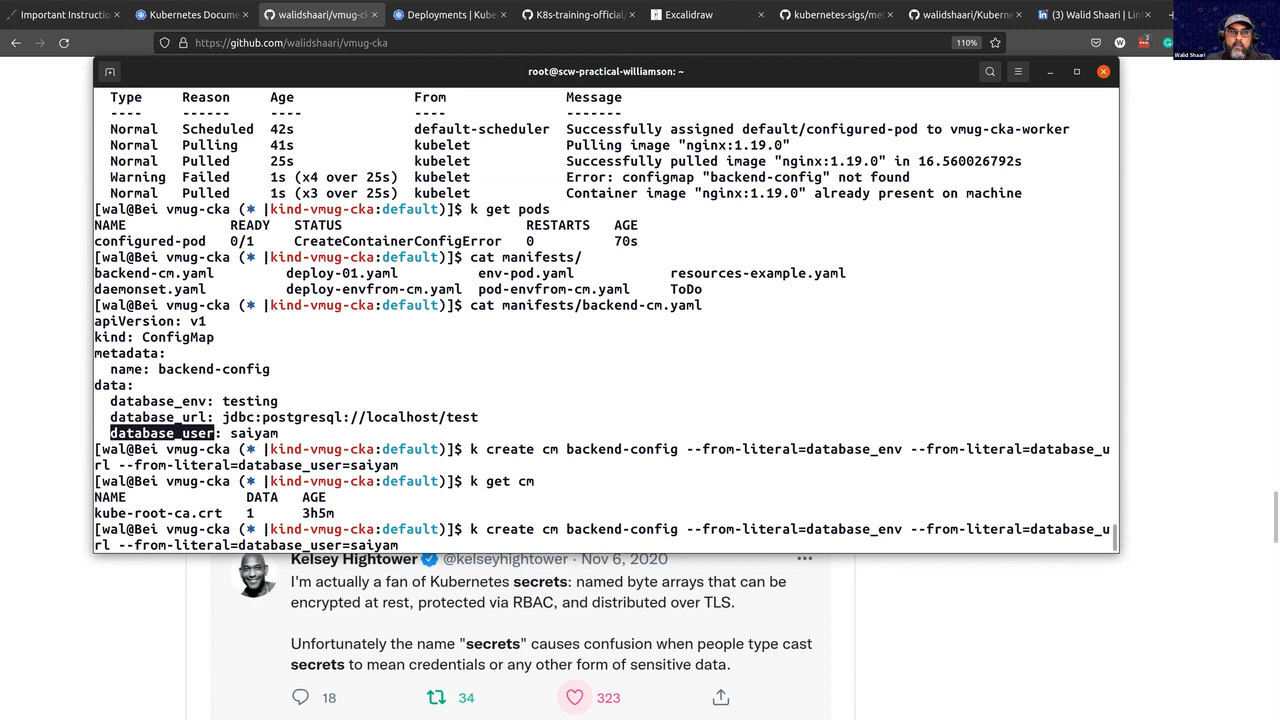 Important Instruction
Kubernetes Docume
walidshaari/vmug-ck
Deployments | Kube
K8s-training-official/
Excalidraw
kubernetes-sigs/me
walidshaari/Kuberne
(3) Walid Shaari | Lin
https://github.com/walidshaari/vmug-cka
110%
Walid Shaari
root@scw-practical-williamson: ~
Type Reason Age From Message
---- ------ ---- ---- -------
Normal Scheduled 42s default-scheduler Successfully assigned default/configured-pod to vmug-cka-worker
Normal Pulling 41s kubelet Pulling image "nginx:1.19.0"
Normal Pulled 25s kubelet Successfully pulled image "nginx:1.19.0" in 16.560026792s
Warning Failed 1s (x4 over 25s) kubelet Error: configmap "backend-config" not found
Normal Pulled 1s (x3 over 25s) kubelet Container image "nginx:1.19.0" already present on machine
[wal@Bei vmug-cka (⎈ |kind-vmug-cka:default)]$ k get pods
NAME READY STATUS RESTARTS AGE
configured-pod 0/1 CreateContainerConfigError 0 70s
[wal@Bei vmug-cka (⎈ |kind-vmug-cka:default)]$ cat manifests/
backend-cm.yaml deploy-01.yaml env-pod.yaml resources-example.yaml
daemonset.yaml deploy-envfrom-cm.yaml pod-envfrom-cm.yaml ToDo
[wal@Bei vmug-cka (⎈ |kind-vmug-cka:default)]$ cat manifests/backend-cm.yaml
apiVersion: v1
kind: ConfigMap
metadata:
name: backend-config
data:
database_env: testing
database_url: jdbc:postgresql://localhost/test
database_user: saiyam
[wal@Bei vmug-cka (⎈ |kind-vmug-cka:default)]$ k create cm backend-config --from-literal=database_env --from-literal=database_u
rl --from-literal=database_user=saiyam
[wal@Bei vmug-cka (⎈ |kind-vmug-cka:default)]$ k get cm
NAME DATA AGE
kube-root-ca.crt 1 3h5m
[wal@Bei vmug-cka (⎈ |kind-vmug-cka:default)]$ k create cm backend-config --from-literal=database_env --from-literal=database_u
rl --from-literal=database_user=saiyam
Kelsey Hightower @kelseyhightower · Nov 6, 2020
I'm actually a fan of Kubernetes secrets: named byte arrays that can be
encrypted at rest, protected via RBAC, and distributed over TLS.
Unfortunately the name "secrets" causes confusion when people type cast
secrets to mean credentials or any other form of sensitive data.
18 34 323